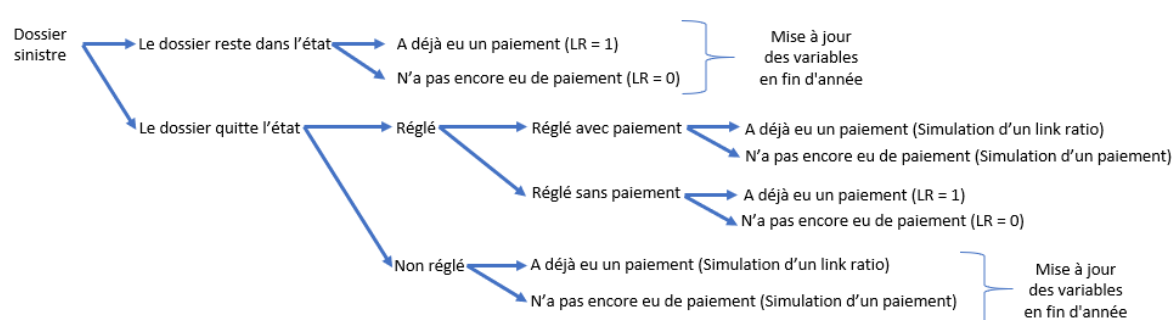 Dossier
sinistre
Le dossier reste dans l’état
A déjà eu un paiement (LR = 1)
N’a pas encore eu de paiement (LR = 0)
Mise à jour
des variables
en fin d'année
Le dossier quitte l’état
Réglé
Réglé avec paiement
A déjà eu un paiement (Simulation d’un link ratio)
N’a pas encore eu de paiement (Simulation d’un paiement)
Réglé sans paiement
A déjà eu un paiement (LR = 1)
N’a pas encore eu de paiement (LR = 0)
Non réglé
A déjà eu un paiement (Simulation d’un link ratio)
N’a pas encore eu de paiement (Simulation d’un paiement)
Mise à jour
des variables
en fin d'année